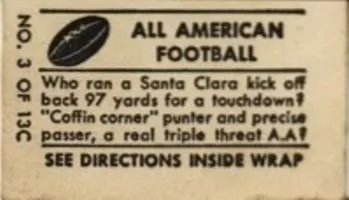 NO. 3 OF 13C
ALL AMERICAN
FOOTBALL
Who ran a Santa Clara kick off
back 97 yards for a touchdown?
"Coffin corner" punter and precise
passer, a real triple threat A.A?
SEE DIRECTIONS INSIDE WRAP